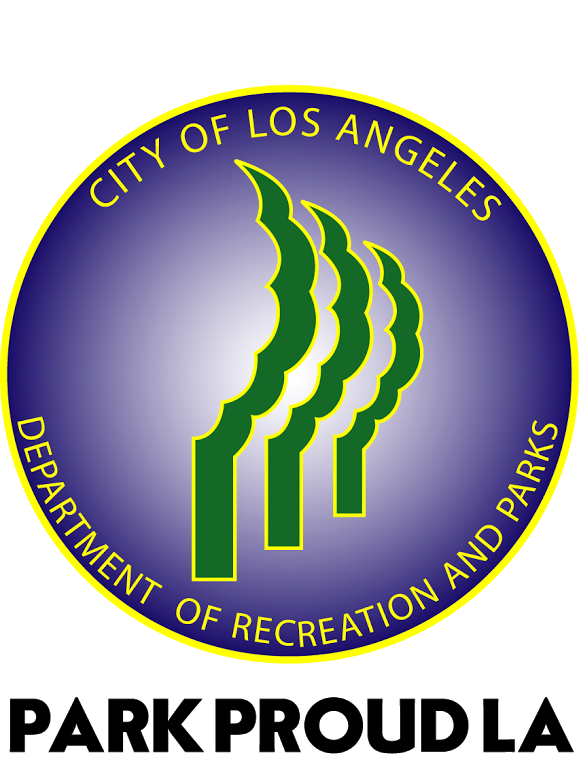 CITY OF LOS ANGELES
DEPARTMENT OF RECREATION AND PARKS
PARK PROUD LA